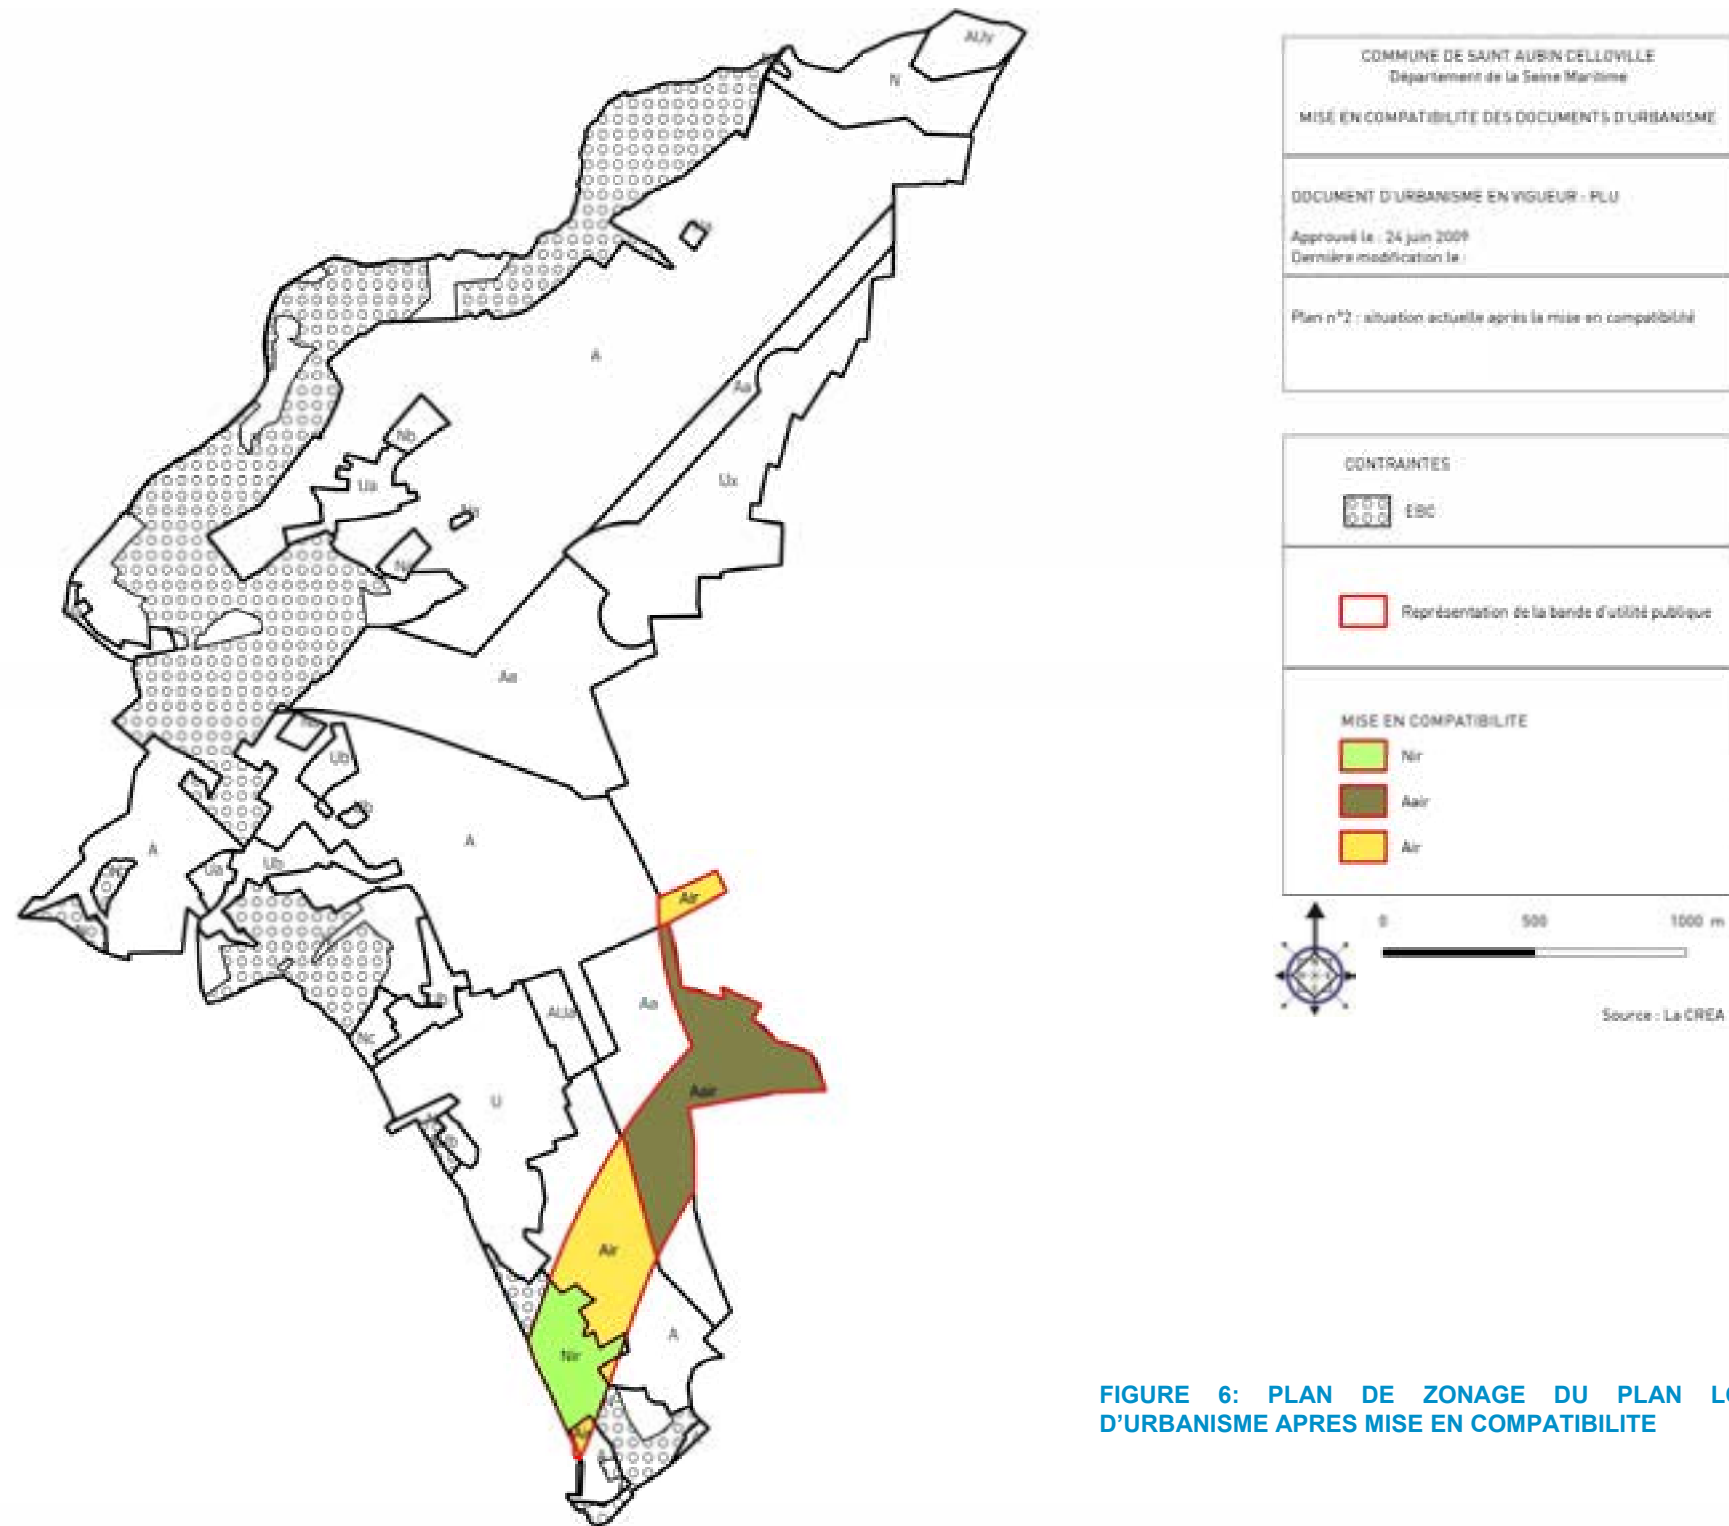 AUy
N
A
Aa
Nb
Ua
Ux
Aa
Ub
A
A
Ua
Ub
Air
AUa
Aa
Ub
Nc
Aair
U
Air
A
Nir
COMMUNE DE SAINT AUBIN CELLOVILLE
Département de la Seine Maritime
MISE EN COMPATIBILITE DES DOCUMENTS D'URBANISME
DOCUMENT D'URBANISME EN VIGUEUR - PLU
Approuvé le : 24 juin 2009
Dernière modification le :
Plan n°2 : situation actuelle après la mise en compatibilité
CONTRAINTES
EBC
Représentation de la bande d'utilité publique
MISE EN COMPATIBILITE
Nir
Aair
Air
0 500 1000 m
Source : La CREA
FIGURE 6: PLAN DE ZONAGE DU PLAN LO
D'URBANISME APRES MISE EN COMPATIBILITE